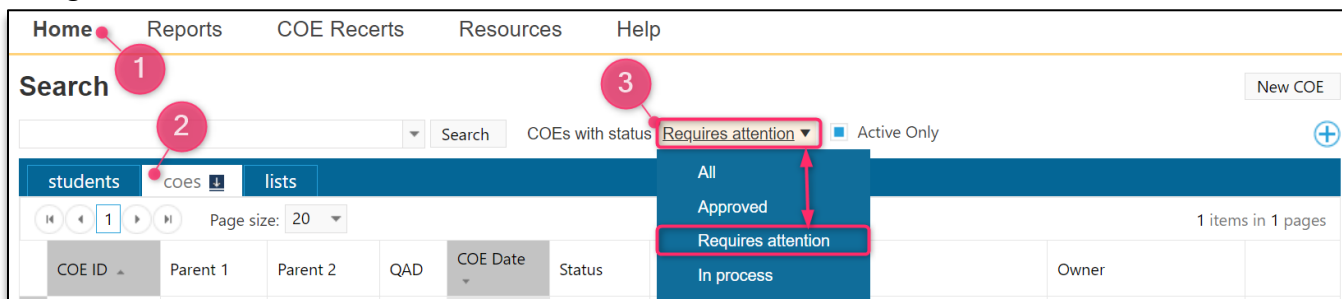 Home Reports COE Recerts Resources Help
1
Search
3
New COE
2
Search COEs with status Requires attention Active Only
students coes lists
All
1 Page size: 20
Approved
1 items in 1 pages
Requires attention
COE ID Parent 1 Parent 2 QAD COE Date Status
In process
Owner